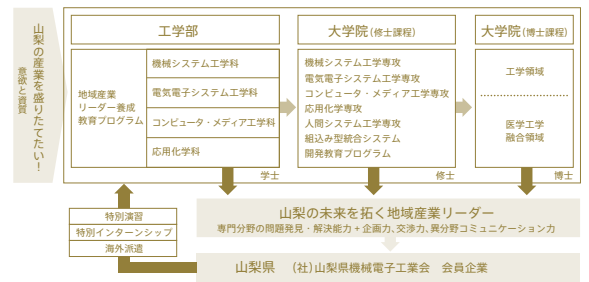 山梨の産業を盛りたてたい！
意欲と資質
工学部
地域産業
リーダー養成
教育プログラム
機械システム工学科
電気電子システム工学科
コンピュータ・メディア工学科
応用化学科
学士
大学院（修士課程）
機械システム工学専攻
電気電子システム工学専攻
コンピュータ・メディア工学専攻
応用化学専攻
人間システム工学専攻
組込み型統合システム
開発教育プログラム
修士
大学院（博士課程）
工学領域
医学工学
融合領域
博士
特別演習
特別インターンシップ
海外派遣
山梨の未来を拓く地域産業リーダー
専門分野の問題発見・解決能力＋企画力、交渉力、異分野コミュニケーション力
山梨県　（社）山梨県機械電子工業会　会員企業